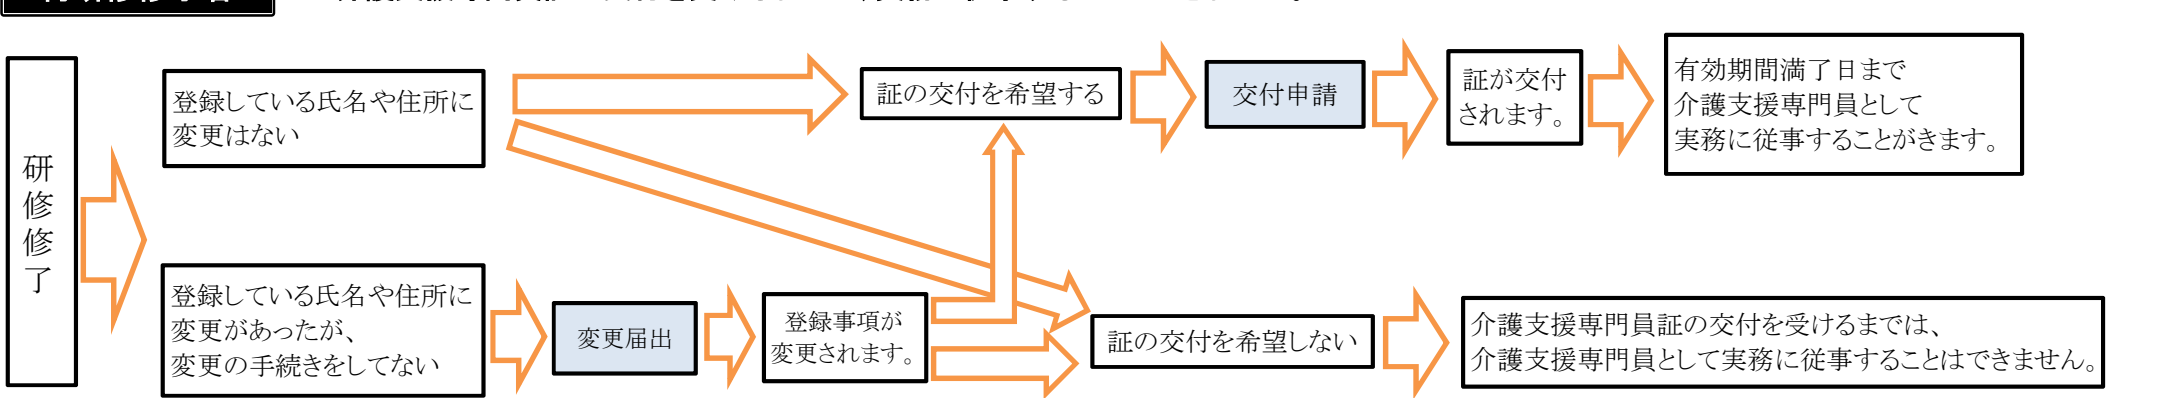 研修修了
登録している氏名や住所に
変更はない
証の交付を希望する
交付申請
証が交付
されます。
有効期間満了日まで
介護支援専門員として
実務に従事することがきます。
登録している氏名や住所に
変更があったが、
変更の手続きをしてない
変更届出
登録事項が
変更されます。
証の交付を希望しない
介護支援専門員証の交付を受けるまでは、
介護支援専門員として実務に従事することはできません。